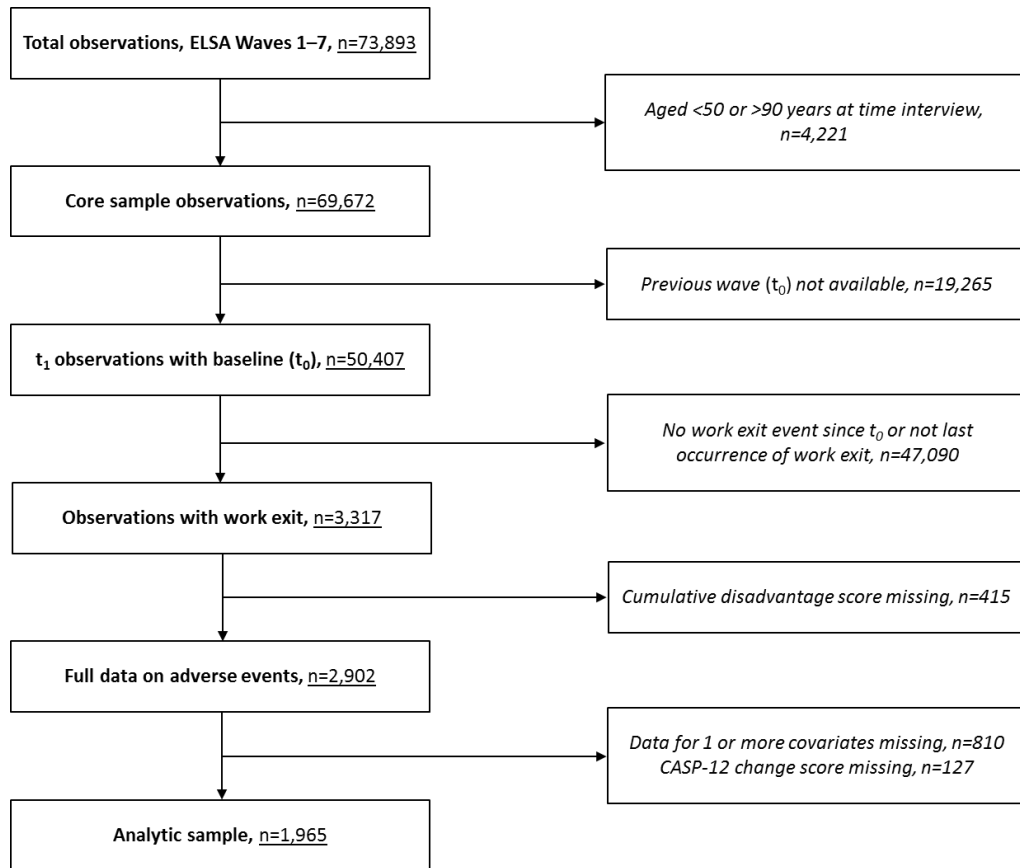 Total observations, ELSA Waves 1–7, n=73,893
Aged <50 or >90 years at time interview,
n=4,221
Core sample observations, n=69,672
Previous wave (t₀) not available, n=19,265
t₁ observations with baseline (t₀), n=50,407
No work exit event since t₀ or not last
occurrence of work exit, n=47,090
Observations with work exit, n=3,317
Cumulative disadvantage score missing, n=415
Full data on adverse events, n=2,902
Data for 1 or more covariates missing, n=810
CASP-12 change score missing, n=127
Analytic sample, n=1,965